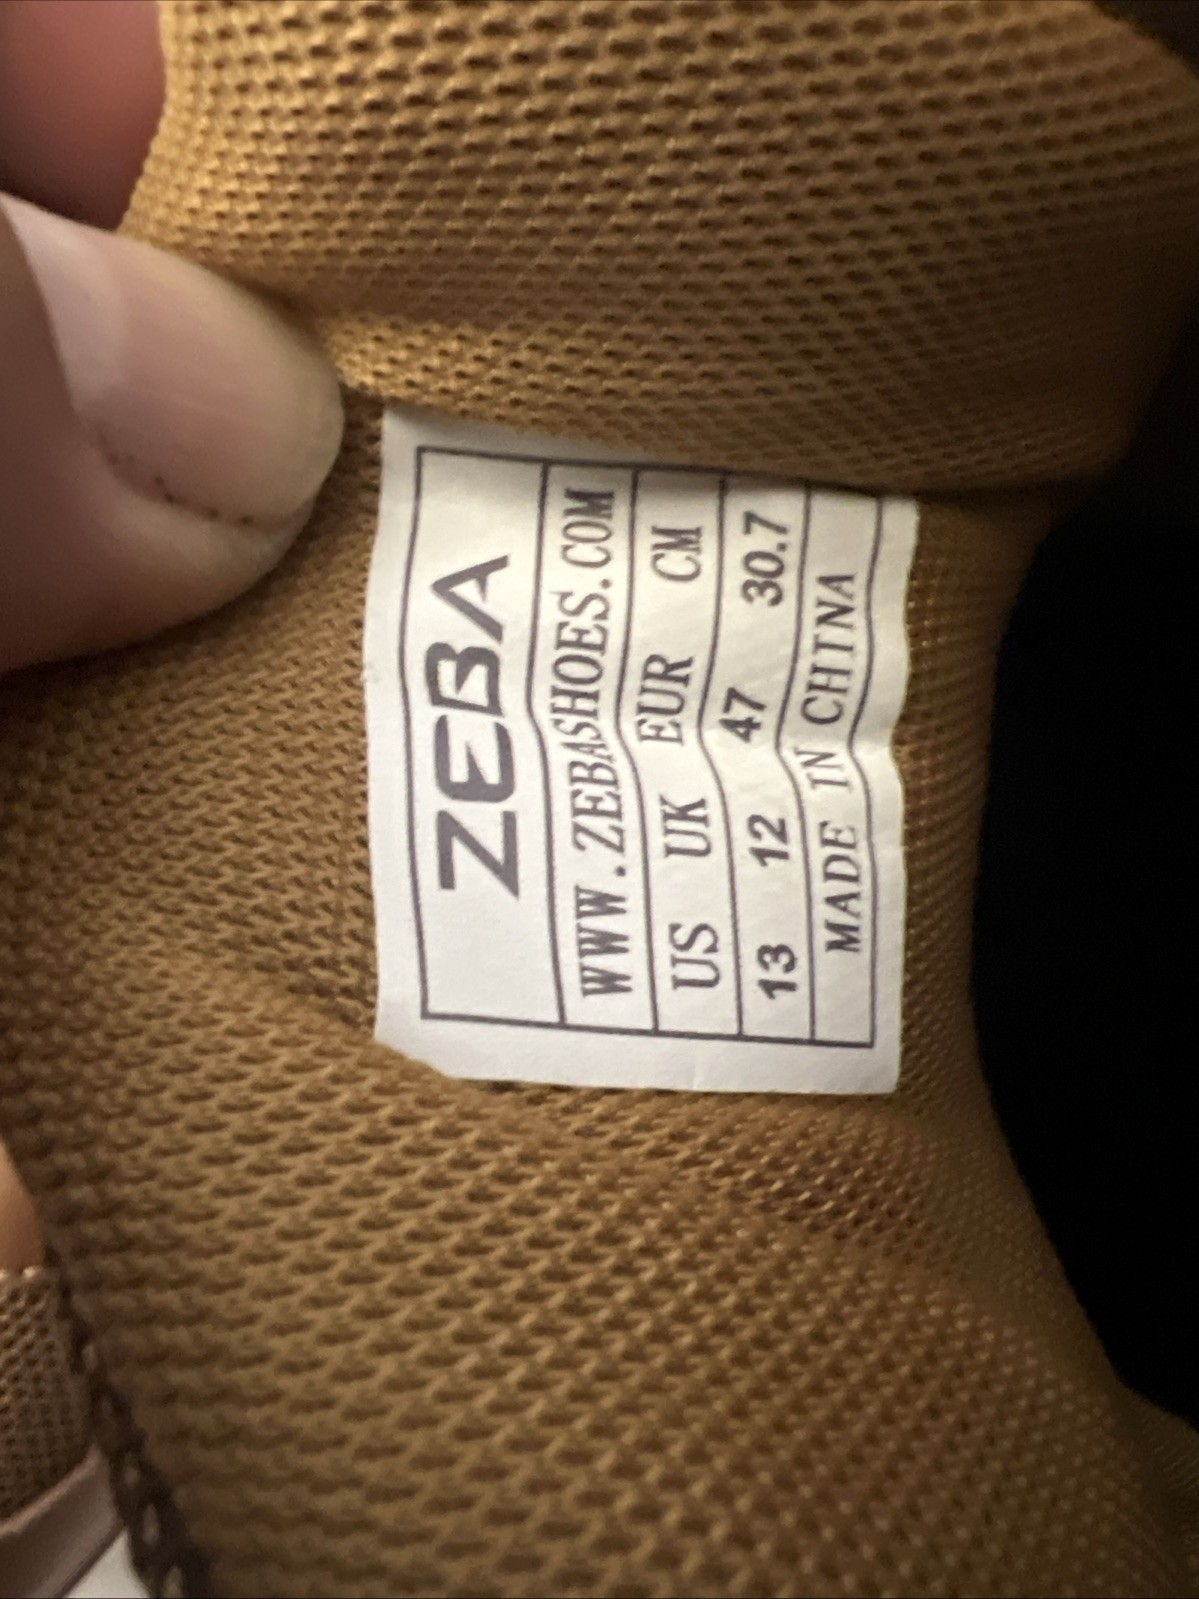 ZEBA
WWW.ZEBASHOES.COM
US UK EUR CM
13 12 47 30.7
MADE IN CHINA